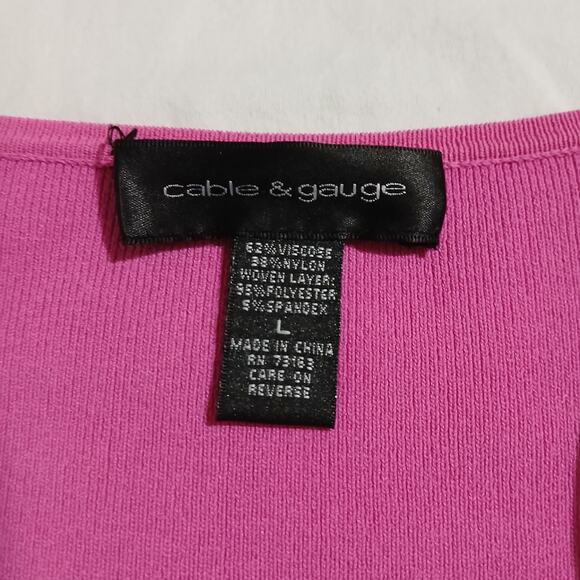 cable & gauge
62%VISCOSE
38%NYLON
WOVEN LAYER:
95%POLYESTER
5%SPANDEX
L
MADE IN CHINA
RN 73163
CARE ON
REVERSE